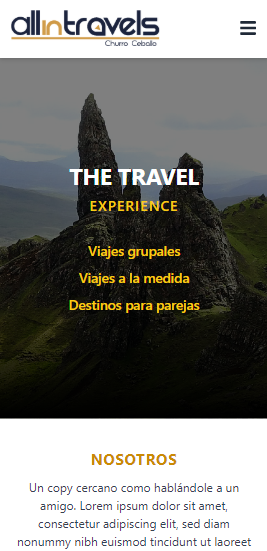 allintravels
Churro Ceballo
THE TRAVEL
EXPERIENCE
Viajes grupales
Viajes a la medida
Destinos para parejas
NOSOTROS
Un copy cercano como hablándole a un
amigo. Lorem ipsum dolor sit amet,
consectetur adipiscing elit, sed diam
nonummy nibh euismod tincidunt ut laoreet